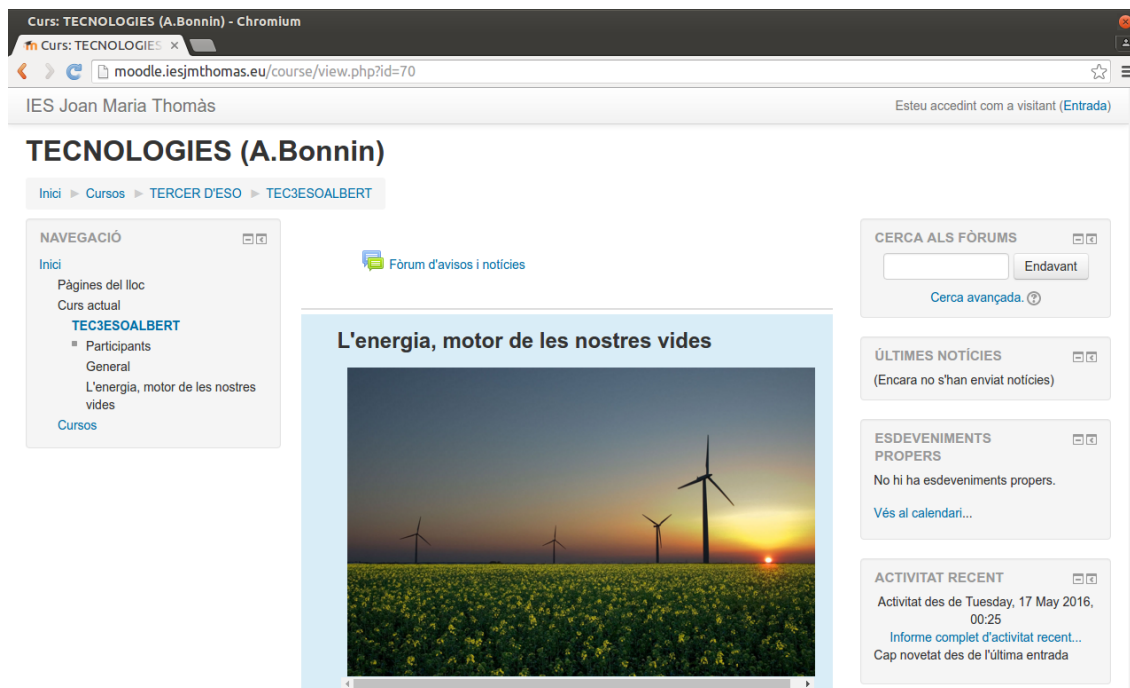 Curs: TECNOLOGIES (A.Bonnin) - Chromium
Curs: TECNOLOGIES ×
moodle.iesjmthomas.eu/course/view.php?id=70
IES Joan Maria Thomàs
Esteu accedint com a visitant (Entrada)
TECNOLOGIES (A.Bonnin)
Inici ► Cursos ► TERCER D'ESO ► TEC3ESOALBERT
NAVEGACIÓ
Inici
Pàgines del lloc
Curs actual
TEC3ESOALBERT
Participants
General
L'energia, motor de les nostres
vides
Cursos
Fòrum d'avisos i notícies
L'energia, motor de les nostres vides
CERCA ALS FÒRUMS
Endavant
Cerca avançada. ?
ÚLTIMES NOTÍCIES
(Encara no s'han enviat notícies)
ESDEVENIMENTS
PROPERS
No hi ha esdeveniments propers.
Vés al calendari...
ACTIVITAT RECENT
Activitat des de Tuesday, 17 May 2016,
00:25
Informe complet d'activitat recent...
Cap novetat des de l'última entrada